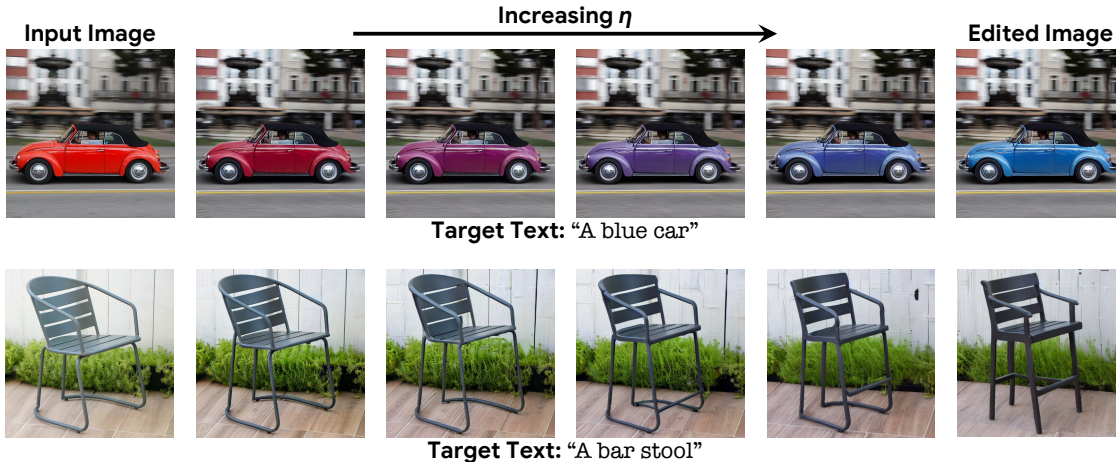 Increasing η
Input Image
Edited Image
Target Text: “A blue car”
Target Text: “A bar stool”